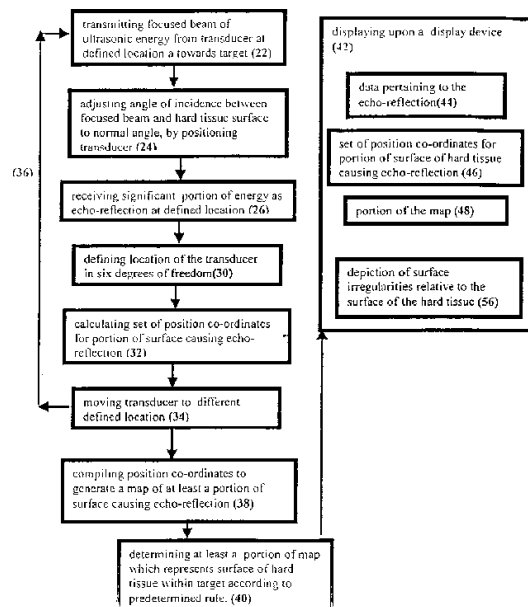 transmitting focused beam of
ultrasonic energy from transducer at
defined location a towards target (22)
adjusting angle of incidence between
focused beam and hard tissue surface
to normal angle, by positioning
transducer (24)
(36)
receiving significant portion of energy as
echo-reflection at defined location (26)
defining location of the transducer
in six degrees of freedom(30)
calculating set of position co-ordinates
for portion of surface causing echo-
reflection (32)
moving transducer to different
defined location (34)
compiling position co-ordinates to
generate a map of at least a portion of
surface causing echo-reflection (38)
determining at least a portion of map
which represents surface of hard
tissue within target according to
predetermined rule. (40)
displaying upon a display device
(42)
data pertaining to the
echo-reflection(44)
set of position co-ordinates for
portion of surface of hard tissue
causing echo-reflection (46)
portion of the map (48)
depiction of surface
irregularities relative to the
surface of the hard tissue (56)